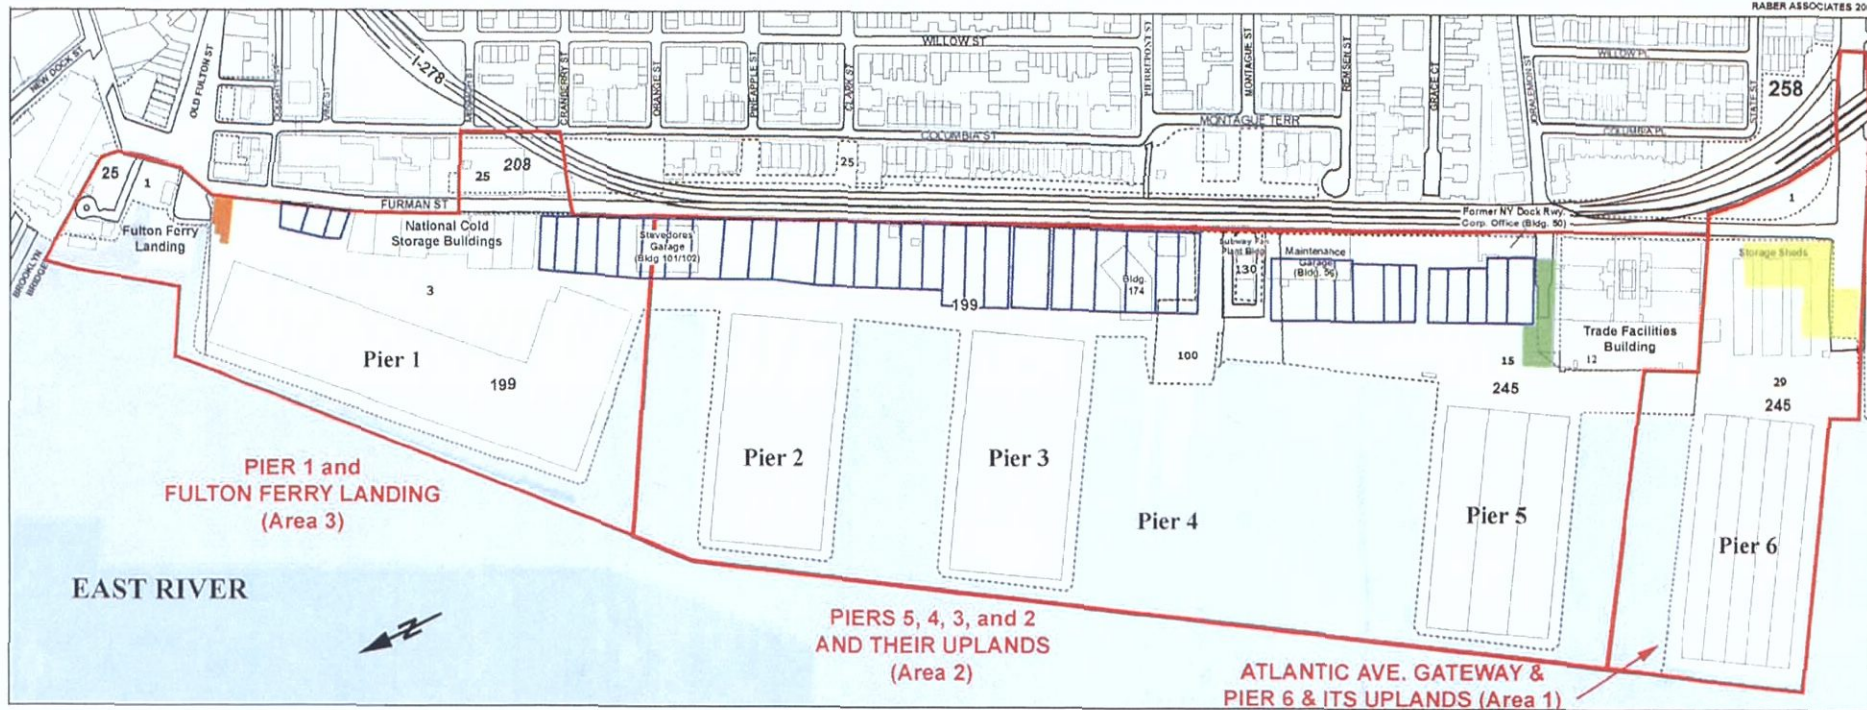 RABER ASSOCIATES 20
NEW DOCK ST
OLD FULTON ST
I-278
CRANBERRY ST
ORANGE ST
PINEAPPLE ST
CLARK ST
WILLOW ST
PIERREPONT ST
MONTAGUE ST
REMSEN ST
GRACE CT
JORALEMON ST
WILLOW PL
STATE ST
258
COLUMBIA ST
MONTAGUE TERR
COLUMBIA PL
25
1
208
25
25
1
FURMAN ST
Former NY Dock Rwy.
Corp. Office (Bldg. 50)
Fulton Ferry
Landing
National Cold
Storage Buildings
Stevedores
Garage
(Bldg 101/102)
130
Maintenance
Garage
(Bldg. 56)
Storage Sheds
BROOKLYN
BRIDGE
3
Bldg.
174
199
Trade Facilities
Building
Pier 1
199
100
15
12
245
29
245
Pier 2
Pier 3
Pier 4
Pier 5
Pier 6
PIER 1 and
FULTON FERRY LANDING
(Area 3)
EAST RIVER
N
PIERS 5, 4, 3, and 2
AND THEIR UPLANDS
(Area 2)
ATLANTIC AVE. GATEWAY &
PIER 6 & ITS UPLANDS (Area 1)